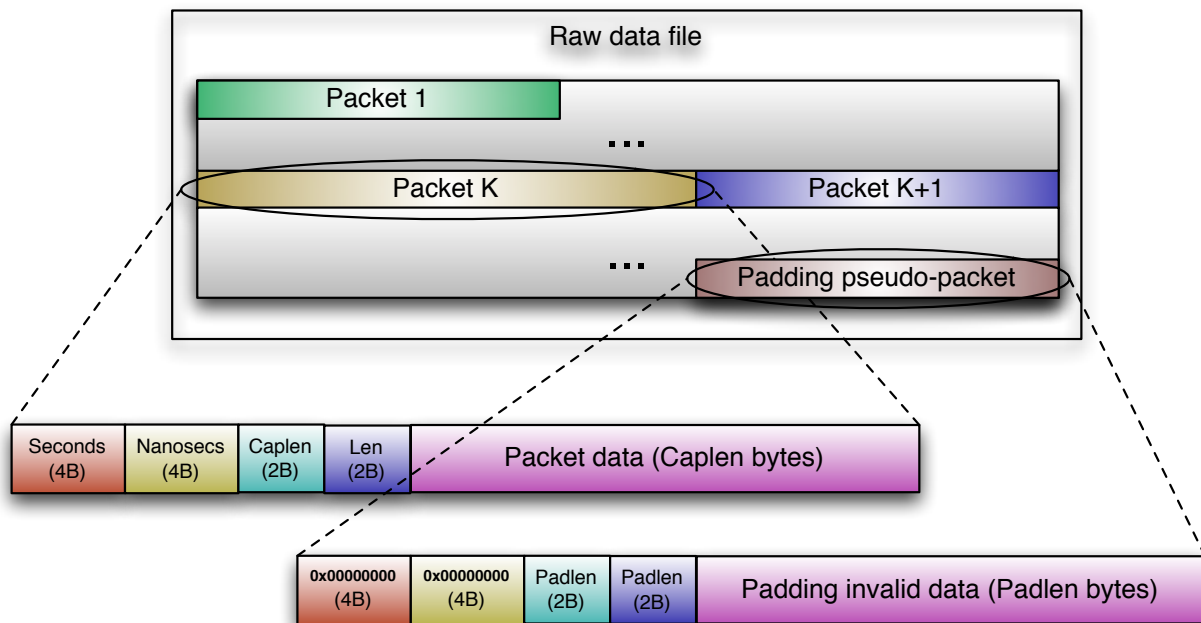 Raw data file
Packet 1
...
Packet K
Packet K+1
...
Padding pseudo-packet
Seconds
(4B)
Nanosecs
(4B)
Caplen
(2B)
Len
(2B)
Packet data (Caplen bytes)
0x00000000
(4B)
0x00000000
(4B)
Padlen
(2B)
Padlen
(2B)
Padding invalid data (Padlen bytes)